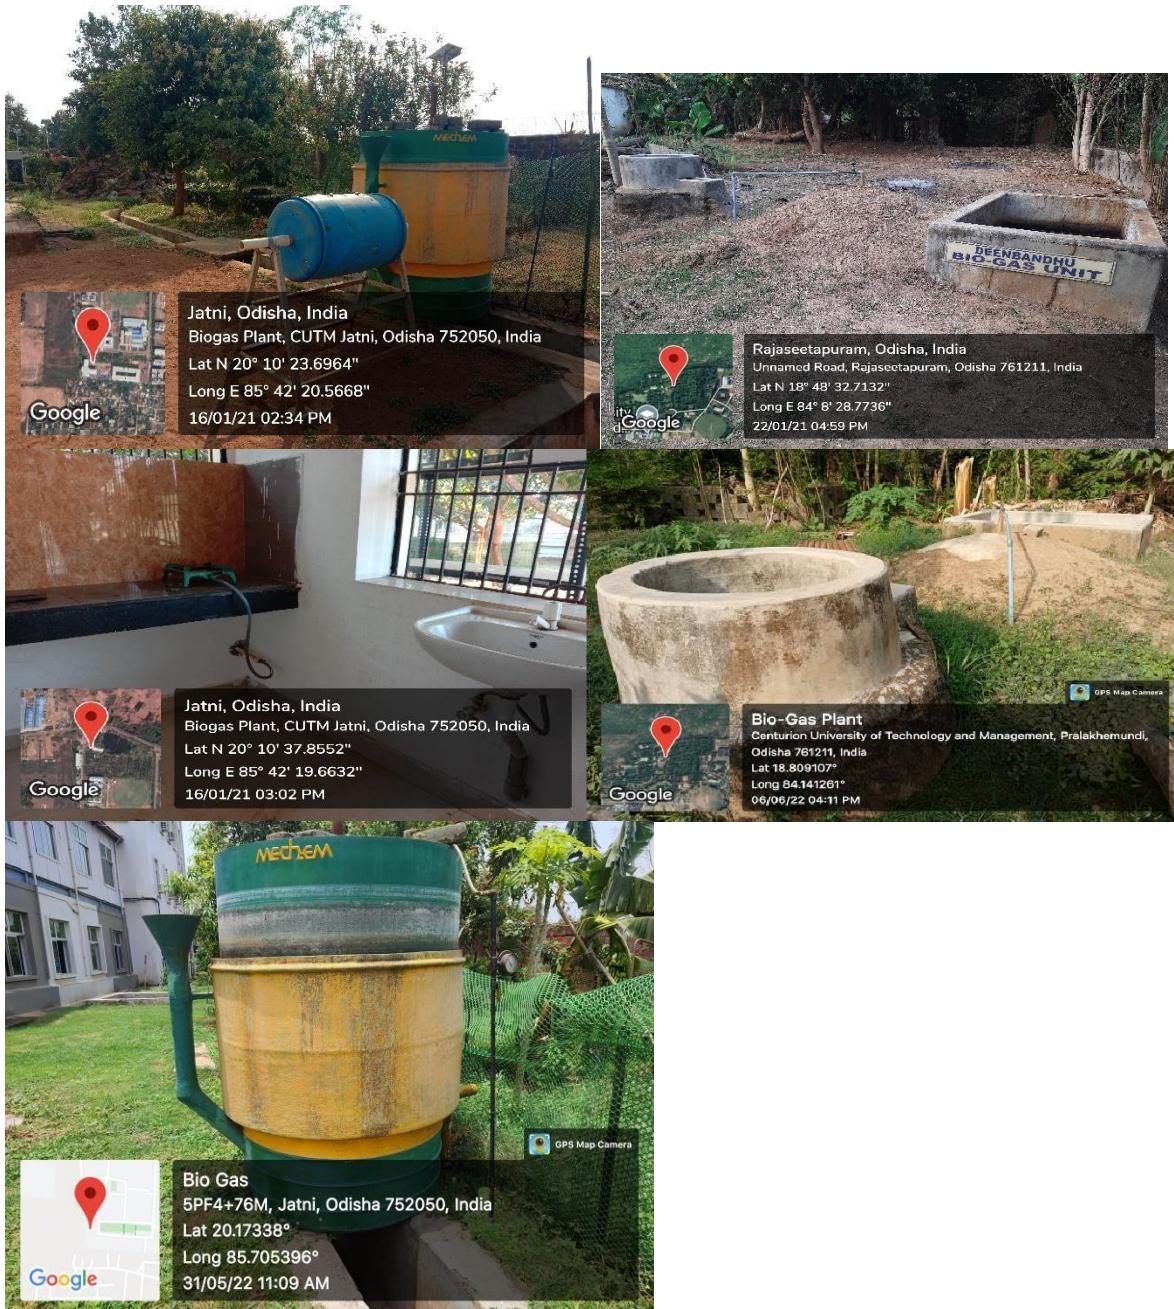 MECHEM
Jatni, Odisha, India
Biogas Plant, CUTM Jatni, Odisha 752050, India
Lat N 20° 10' 23.6964"
Long E 85° 42' 20.5668"
16/01/21 02:34 PM
Google
DEENBANDHU
BIO-GAS UNIT
Rajaseetapuram, Odisha, India
Unnamed Road, Rajaseetapuram, Odisha 761211, India
Lat N 18° 48' 32.7132"
Long E 84° 8' 28.7736"
22/01/21 04:59 PM
Google
Jatni, Odisha, India
Biogas Plant, CUTM Jatni, Odisha 752050, India
Lat N 20° 10' 37.8552"
Long E 85° 42' 19.6632"
16/01/21 03:02 PM
Google
GPS Map Camera
Bio-Gas Plant
Centurion University of Technology and Management, Pralakhemundi,
Odisha 761211, India
Lat 18.809107°
Long 84.141261°
06/06/22 04:11 PM
Google
MECHEM
GPS Map Camera
Bio Gas
5PF4+76M, Jatni, Odisha 752050, India
Lat 20.17338°
Long 85.705396°
31/05/22 11:09 AM
Google